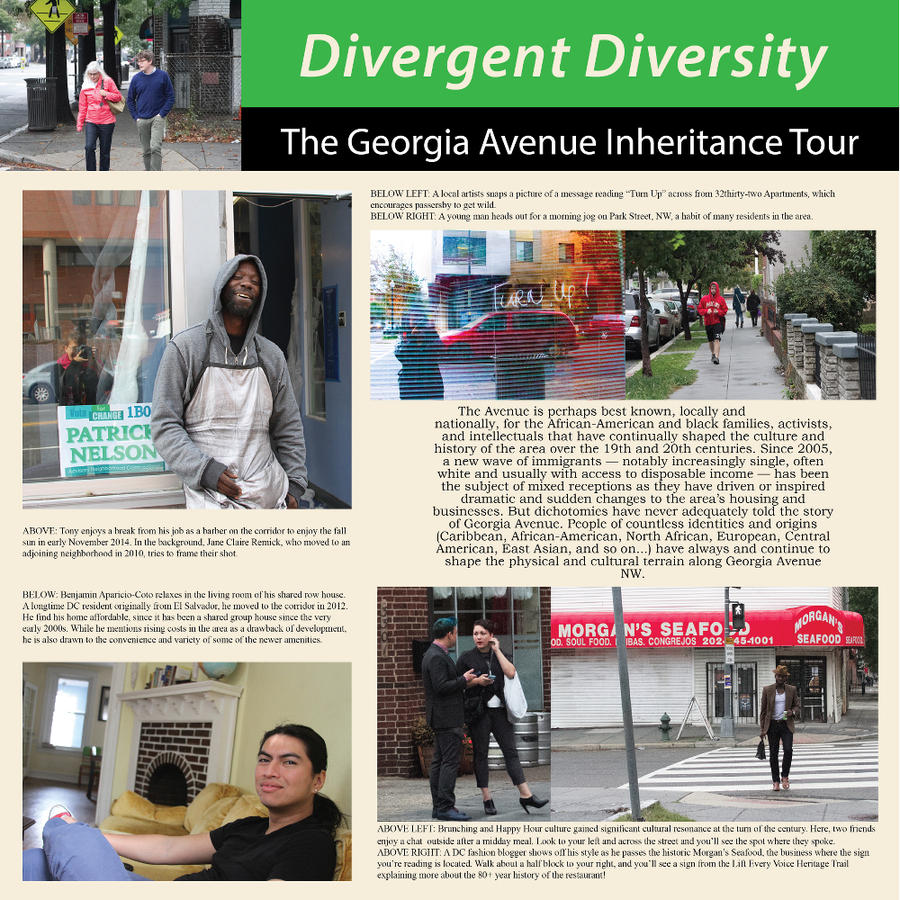 Divergent Diversity
The Georgia Avenue Inheritance Tour
BELOW LEFT: A local artists snaps a picture of a message reading “Turn Up” across from 32thirty-two Apartments, which
encourages passersby to get wild.
BELOW RIGHT: A young man heads out for a morning jog on Park Street, NW, a habit of many residents in the area.
Turn Up!
Vote for CHANGE 1B0
PATRICK
NELSON
Advisory Neighborhood
ABOVE: Tony enjoys a break from his job as a barber on the corridor to enjoy the fall
sun in early November 2014. In the background, Jane Claire Remick, who moved to an
adjoining neighborhood in 2010, tries to frame their shot.
The Avenue is perhaps best known, locally and
nationally, for the African-American and black families, activists,
and intellectuals that have continually shaped the culture and
history of the area over the 19th and 20th centuries. Since 2005,
a new wave of immigrants — notably increasingly single, often
white and usually with access to disposable income — has been
the subject of mixed receptions as they have driven or inspired
dramatic and sudden changes to the area's housing and
businesses. But dichotomies have never adequately told the story
of Georgia Avenue. People of countless identities and origins
(Caribbean, African-American, North African, European, Central
American, East Asian, and so on...) have always and continue to
shape the physical and cultural terrain along Georgia Avenue
NW.
BELOW: Benjamin Aparicio-Coto relaxes in the living room of his shared row house.
A longtime DC resident originally from El Salvador, he moved to the corridor in 2012.
He find his home affordable, since it has been a shared group house since the very
early 2000s. While he mentions rising costs in the area as a drawback of development,
he is also drawn to the convenience and variety of some of the newer amenities.
MORGAN'S SEAFOOD
OD. SOUL FOOD. JIBAS. CONGREJOS 202 45-4001
MORGAN'S
SEAFOOD
ABOVE LEFT: Brunching and Happy Hour culture gained significant cultural resonance at the turn of the century. Here, two friends
enjoy a chat outside after a midday meal. Look to your left and across the street and you'll see the spot where they spoke.
ABOVE RIGHT: A DC fashion blogger shows off his style as he passes the historic Morgan's Seafood, the business where the sign
you're reading is located. Walk about a half block to your right, and you'll see a sign from the Lift Every Voice Heritage Trail
explaining more about the 80+ year history of the restaurant!